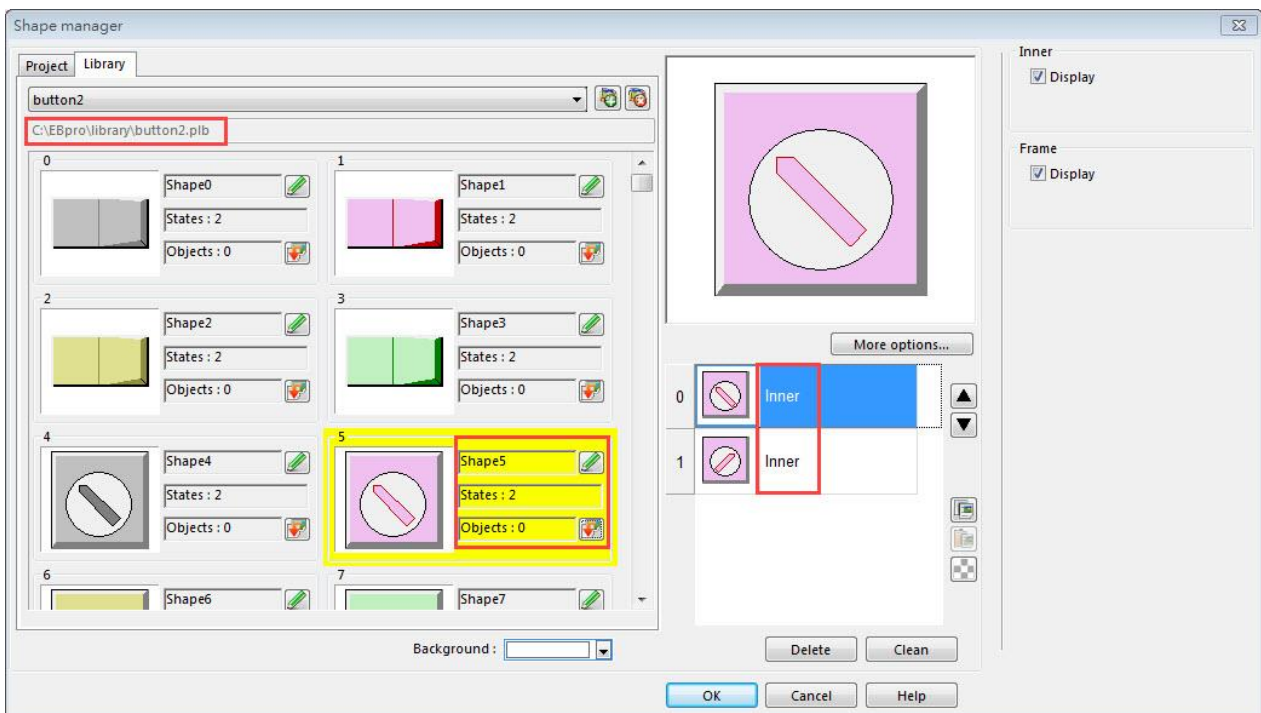 Shape manager
Project Library
button2
C:\EBpro\library\button2.plb
0
Shape0
States : 2
Objects : 0
1
Shape1
States : 2
Objects : 0
2
Shape2
States : 2
Objects : 0
3
Shape3
States : 2
Objects : 0
4
Shape4
States : 2
Objects : 0
5
Shape5
States : 2
Objects : 0
6
Shape6
7
Shape7
Background :
More options...
0 Inner
1 Inner
Delete Clean
OK Cancel Help
Inner
Display
Frame
Display